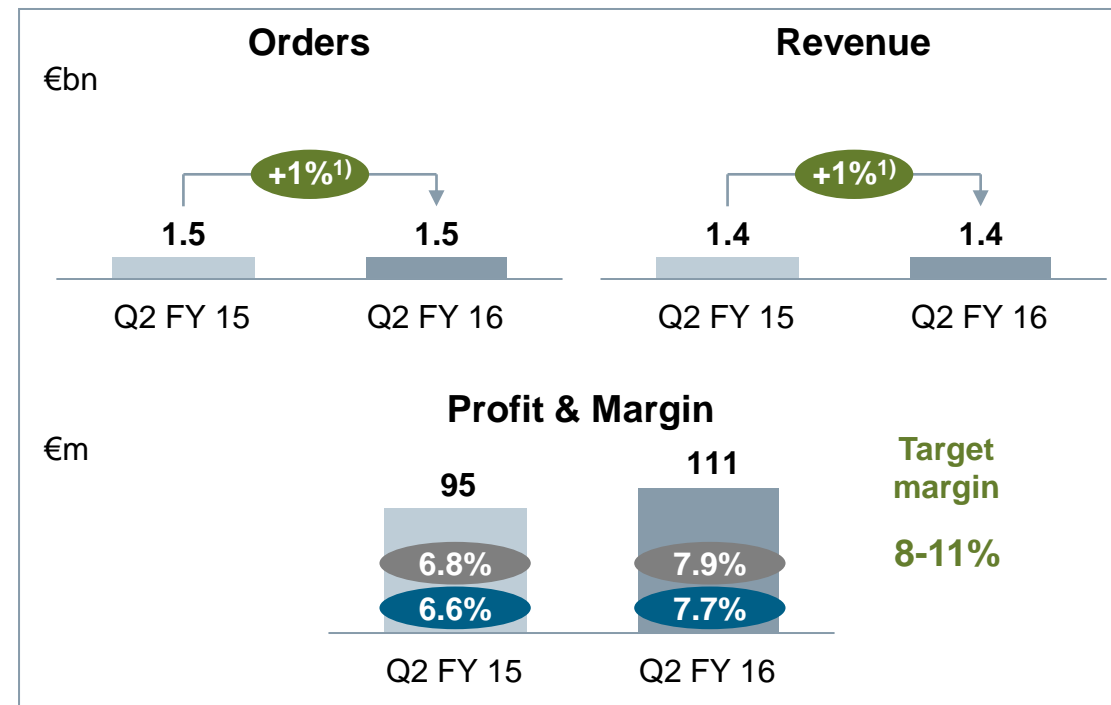 Orders
€bn
+1%1)
1.5
1.5
Q2 FY 15
Q2 FY 16
Revenue
+1%1)
1.4
1.4
Q2 FY 15
Q2 FY 16
Profit & Margin
€m
95
111
6.8%
7.9%
6.6%
7.7%
Q2 FY 15
Q2 FY 16
Target
margin
8-11%